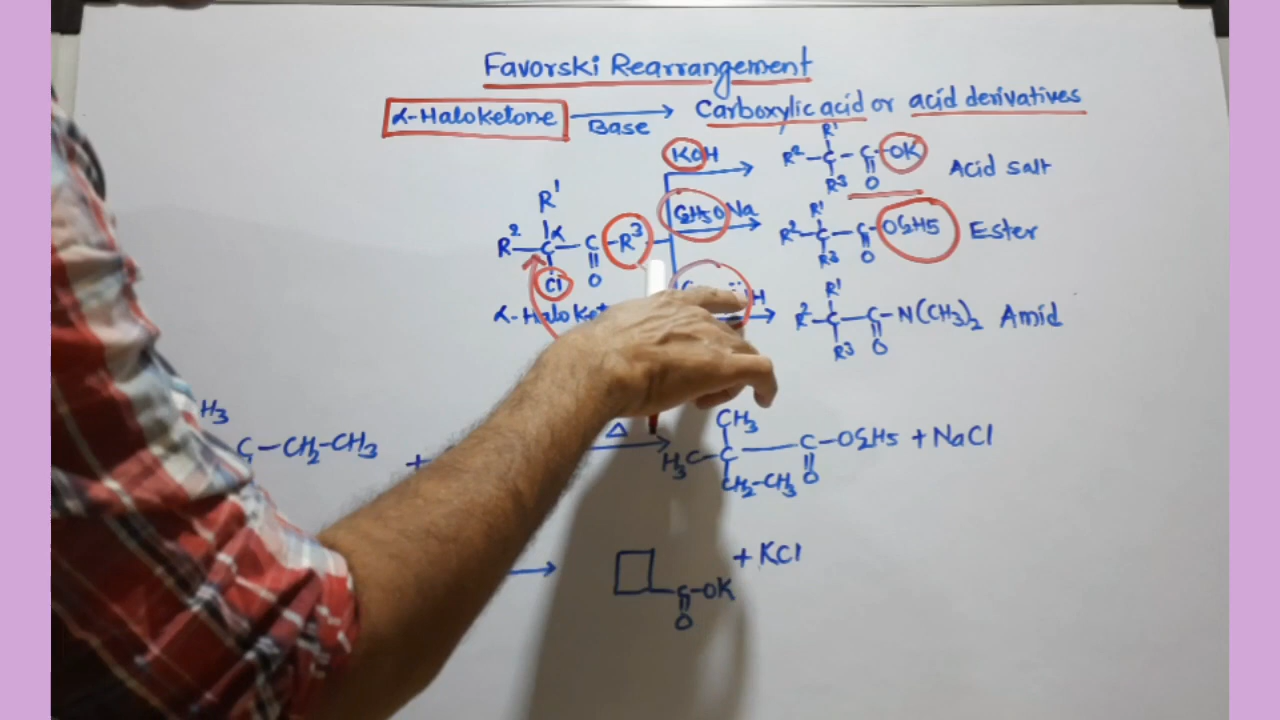 Favorski Rearrangement
α-Haloketone Base Carboxylic acid or acid derivatives
KOH R' R² C C OK O R³ Acid salt
R' R² C α C R³ Cl O
C2H5ONa R' R² C C OC2H5 O R³ Ester
α-Haloket
R' R² C C N(CH3)2 O R³ Amid
H3
C-CH2-CH3 + Δ CH3 H3C C C-OC2H5 + NaCl
CH2-CH3 O
C-OK O + KCl